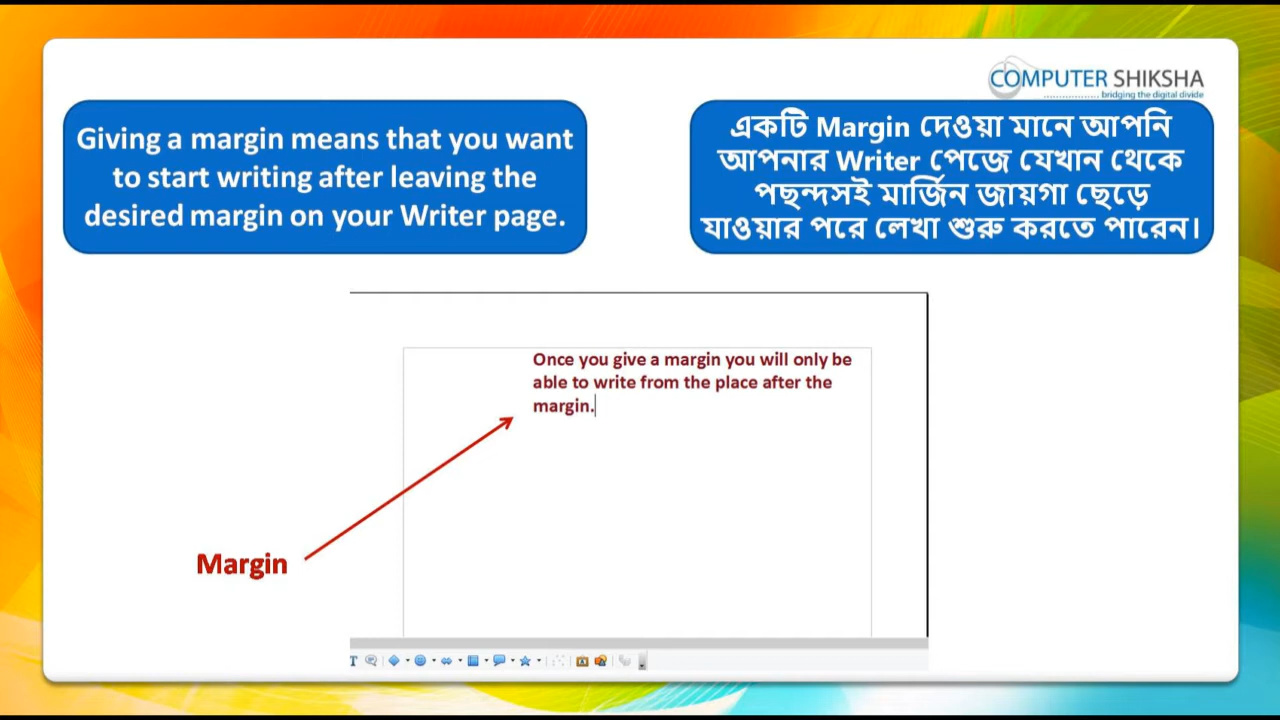 COMPUTER SHIKSHA
bridging the digital divide
Giving a margin means that you want
to start writing after leaving the
desired margin on your Writer page.
একটি Margin দেওয়া মানে আপনি
আপনার Writer পেজে যেখান থেকে
পছন্দসই মার্জিন জায়গা ছেড়ে
যাওয়ার পরে লেখা শুরু করতে পারেন।
Once you give a margin you will only be
able to write from the place after the
margin.
Margin